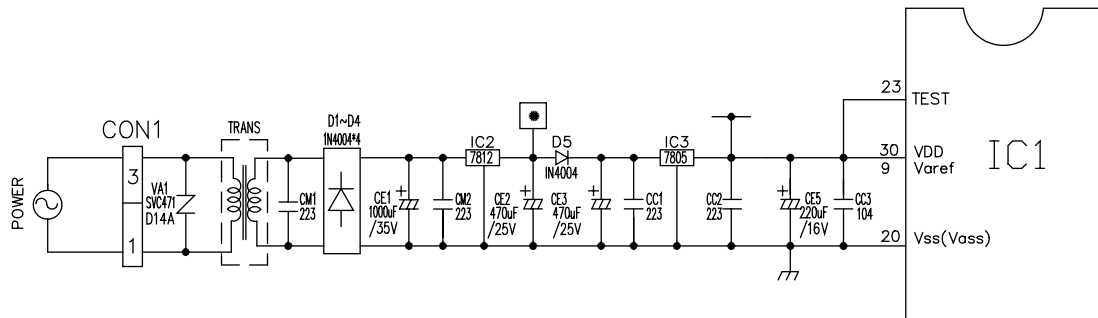 POWER
CON1
3
1
VA1
SVC471
D14A
TRANS
CM1
223
D1~D4
1N4004*4
CE1
1000uF
/35V
CM2
223
IC2
7812
CE2
470uF
/25V
D5
1N4004
CE3
470uF
/25V
CC1
223
IC3
7805
CC2
223
CE5
220uF
/16V
CC3
104
23
TEST
30
VDD
9
Varef
20
Vss(Vass)
IC1